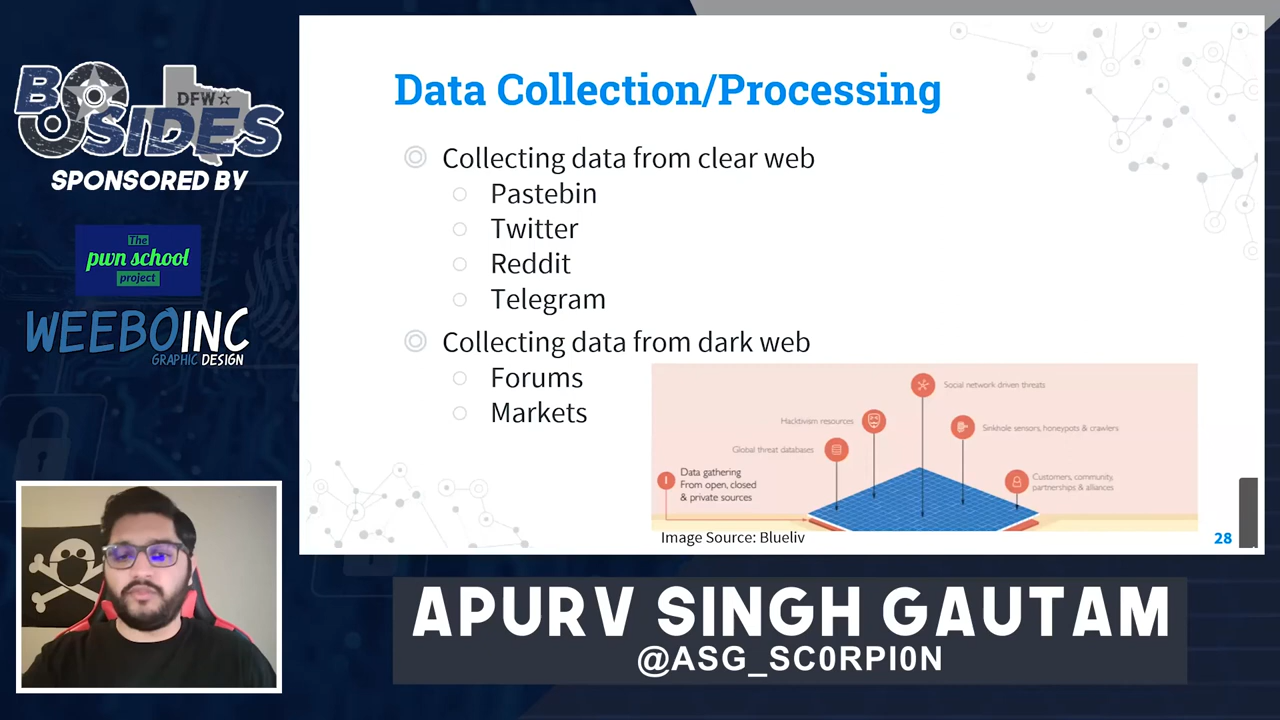 BSIDES
DFW
SPONSORED BY
The
pwn school
project
WEEBOINC
GRAPHIC DESIGN
Data Collection/Processing
Collecting data from clear web
Pastebin
Twitter
Reddit
Telegram
Collecting data from dark web
Forums
Markets
Social network driven threats
Hacktivism resources
Sinkhole sensors, honeypots & crawlers
Global threat databases
Data gathering
From open, closed
& private sources
Customers, community,
partnerships & alliances
Image Source: Blueliv
28
APURV SINGH GAUTAM
@ASG_SC0RPI0N